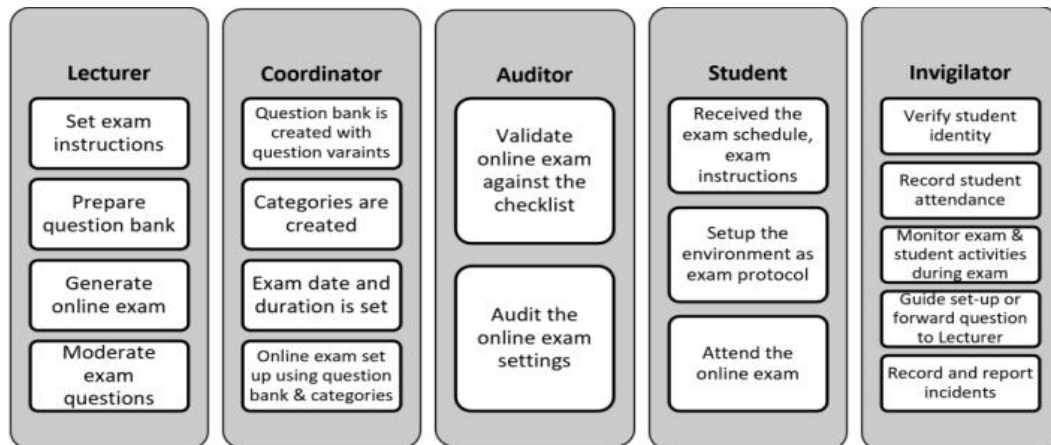 Lecturer
Set exam
instructions
Prepare
question bank
Generate
online exam
Moderate
exam
questions
Coordinator
Question bank is
created with
question varaints
Categories are
created
Exam date and
duration is set
Online exam set
up using question
bank & categories
Auditor
Validate
online exam
against the
checklist
Audit the
online exam
settings
Student
Received the
exam schedule,
exam
instructions
Setup the
environment as
exam protocol
Attend the
online exam
Invigilator
Verify student
identity
Record student
attendance
Monitor exam &
student activities
during exam
Guide set-up or
forward question
to Lecturer
Record and report
incidents